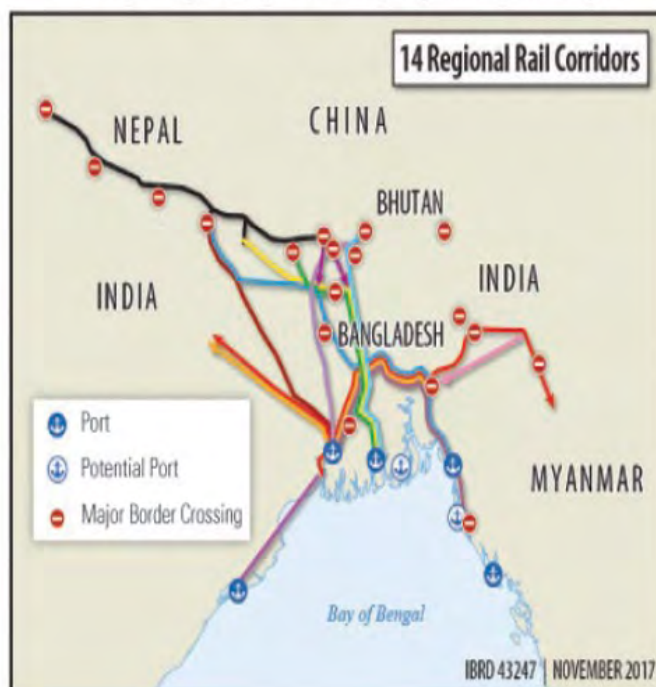 14 Regional Rail Corridors
CHINA
NEPAL
BHUTAN
INDIA
INDIA
BANGLADESH
Port
Potential Port
Major Border Crossing
MYANMAR
Bay of Bengal
IBRD 43247 | NOVEMBER 2017